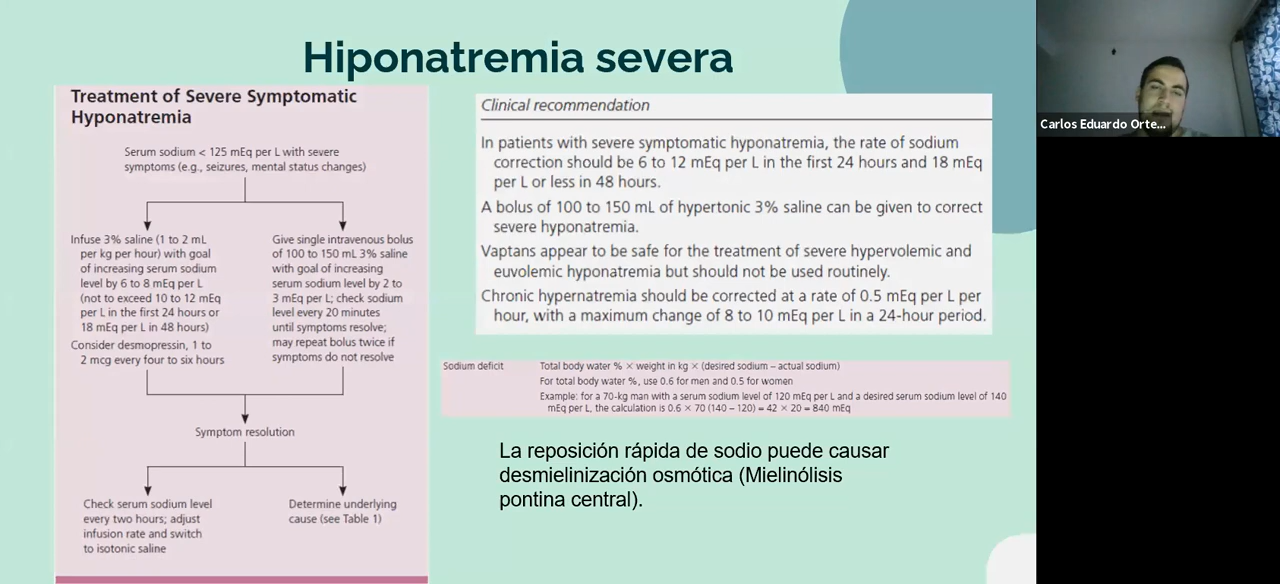 Hiponatremia severa
Treatment of Severe Symptomatic
Hyponatremia
Serum sodium < 125 mEq per L with severe
symptoms (e.g., seizures, mental status changes)
Infuse 3% saline (1 to 2 mL
per kg per hour) with goal
of increasing serum sodium
level by 6 to 8 mEq per L
(not to exceed 10 to 12 mEq
per L in the first 24 hours or
18 mEq per L in 48 hours)
Consider desmopressin, 1 to
2 mcg every four to six hours
Give single intravenous bolus
of 100 to 150 mL 3% saline
with goal of increasing
serum sodium level by 2 to
3 mEq per L; check sodium
level every 20 minutes
until symptoms resolve;
may repeat bolus twice if
symptoms do not resolve
Symptom resolution
Check serum sodium level
every two hours; adjust
infusion rate and switch
to isotonic saline
Determine underlying
cause (see Table 1)
Clinical recommendation
In patients with severe symptomatic hyponatremia, the rate of sodium
correction should be 6 to 12 mEq per L in the first 24 hours and 18 mEq
per L or less in 48 hours.
A bolus of 100 to 150 mL of hypertonic 3% saline can be given to correct
severe hyponatremia.
Vaptans appear to be safe for the treatment of severe hypervolemic and
euvolemic hyponatremia but should not be used routinely.
Chronic hypernatremia should be corrected at a rate of 0.5 mEq per L per
hour, with a maximum change of 8 to 10 mEq per L in a 24-hour period.
Sodium deficit Total body water % × weight in kg × (desired sodium – actual sodium)
For total body water %, use 0.6 for men and 0.5 for women
Example: for a 70-kg man with a serum sodium level of 120 mEq per L and a desired serum sodium level of 140
mEq per L, the calculation is 0.6 × 70 (140 – 120) = 42 × 20 = 840 mEq
La reposición rápida de sodio puede causar
desmielinización osmótica (Mielinólisis
pontina central).
Carlos Eduardo Orte...